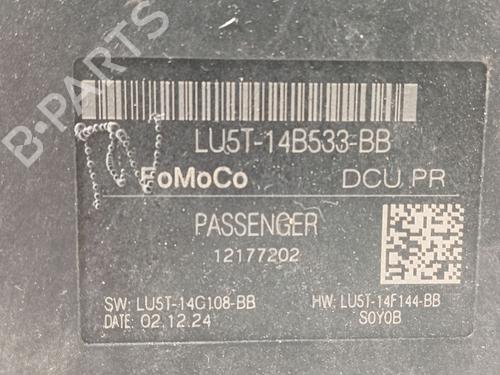 B-PARTS
LU5T-14B533-BB
FoMoCo DCU PR
PASSENGER
12177202
SW: LU5T-14G108-BB HW: LU5T-14F144-BB
DATE: 02.12.24 S0Y0B